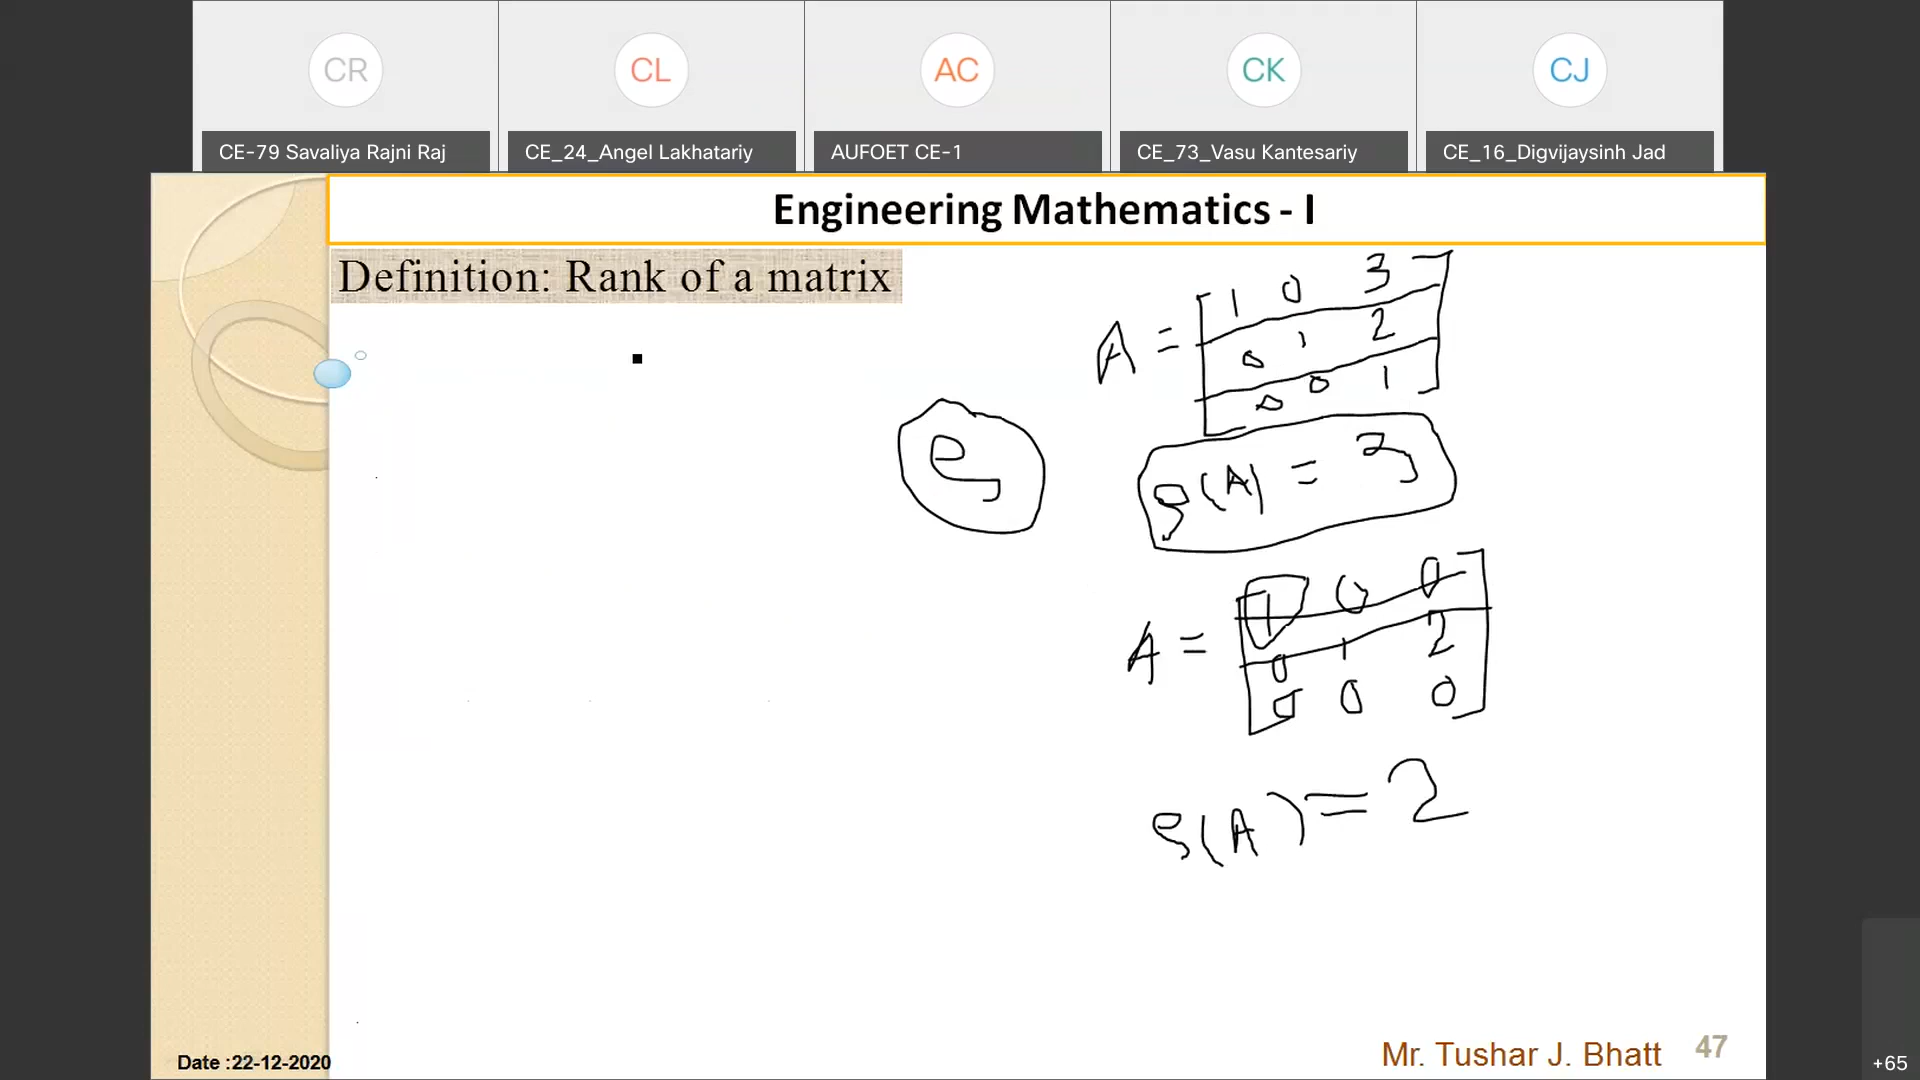 CR CL AC CK CJ
CE-79 Savaliya Rajni Raj CE_24_Angel Lakhatariy AUFOET CE-1 CE_73_Vasu Kantesariy CE_16_Digvijaysinh Jad
Engineering Mathematics - I
Definition: Rank of a matrix
1 0 3
A = 0 1 2
0 0 1
ρ
ρ(A) = 3
1 0 0
A = 0 1 2
0 0 0
ρ(A) = 2
Date :22-12-2020
Mr. Tushar J. Bhatt 47
+65